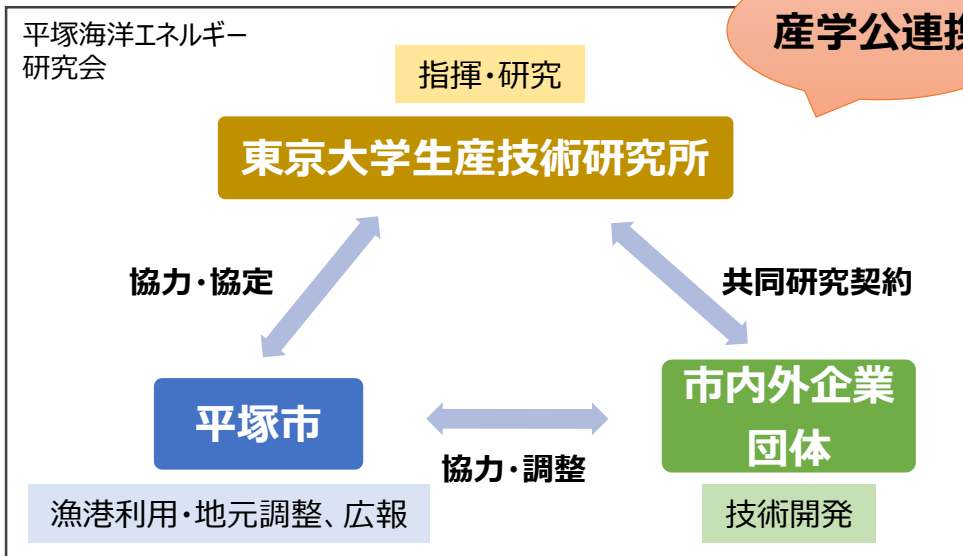 平塚海洋エネルギー
研究会
産学公連携
指揮・研究
東京大学生産技術研究所
協力・協定
共同研究契約
平塚市
市内外企業
団体
協力・調整
漁港利用・地元調整、広報
技術開発